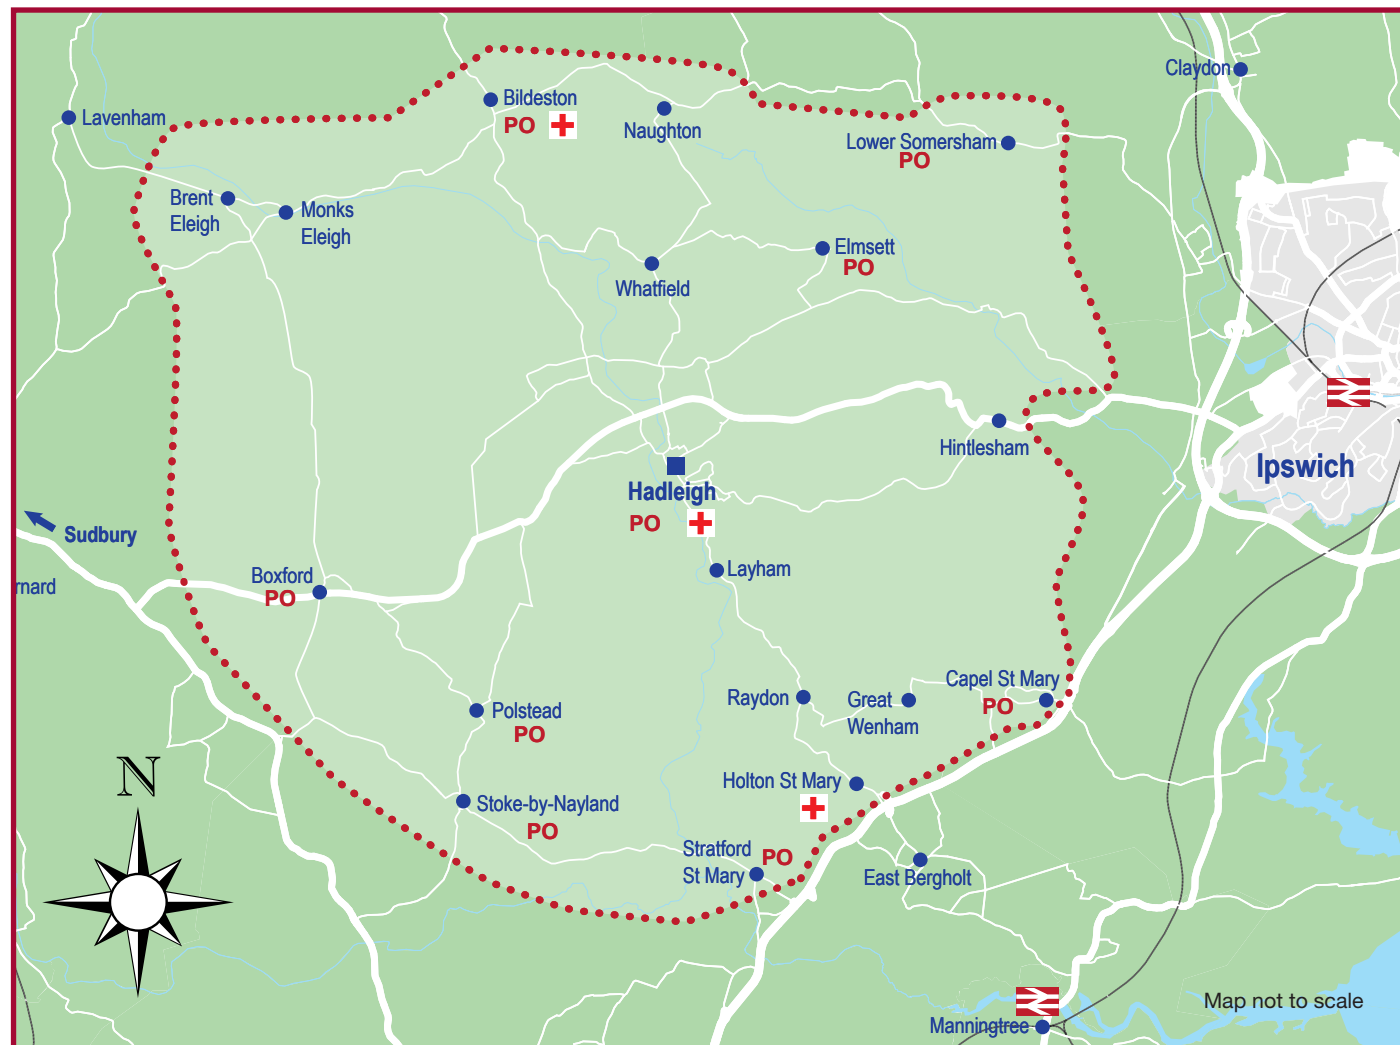 Claydon
Bildeston
PO
Lavenham
Naughton
Lower Somersham
PO
Brent
Eleigh
Monks
Eleigh
Elmsett
PO
Whatfield
Hintlesham
Ipswich
Hadleigh
PO
Sudbury
Layham
Boxford
PO
rnard
Capel St Mary
PO
Raydon
Great
Wenham
Polstead
PO
N
Holton St Mary
Stoke-by-Nayland
PO
Stratford
St Mary
PO
East Bergholt
Map not to scale
Manningtree